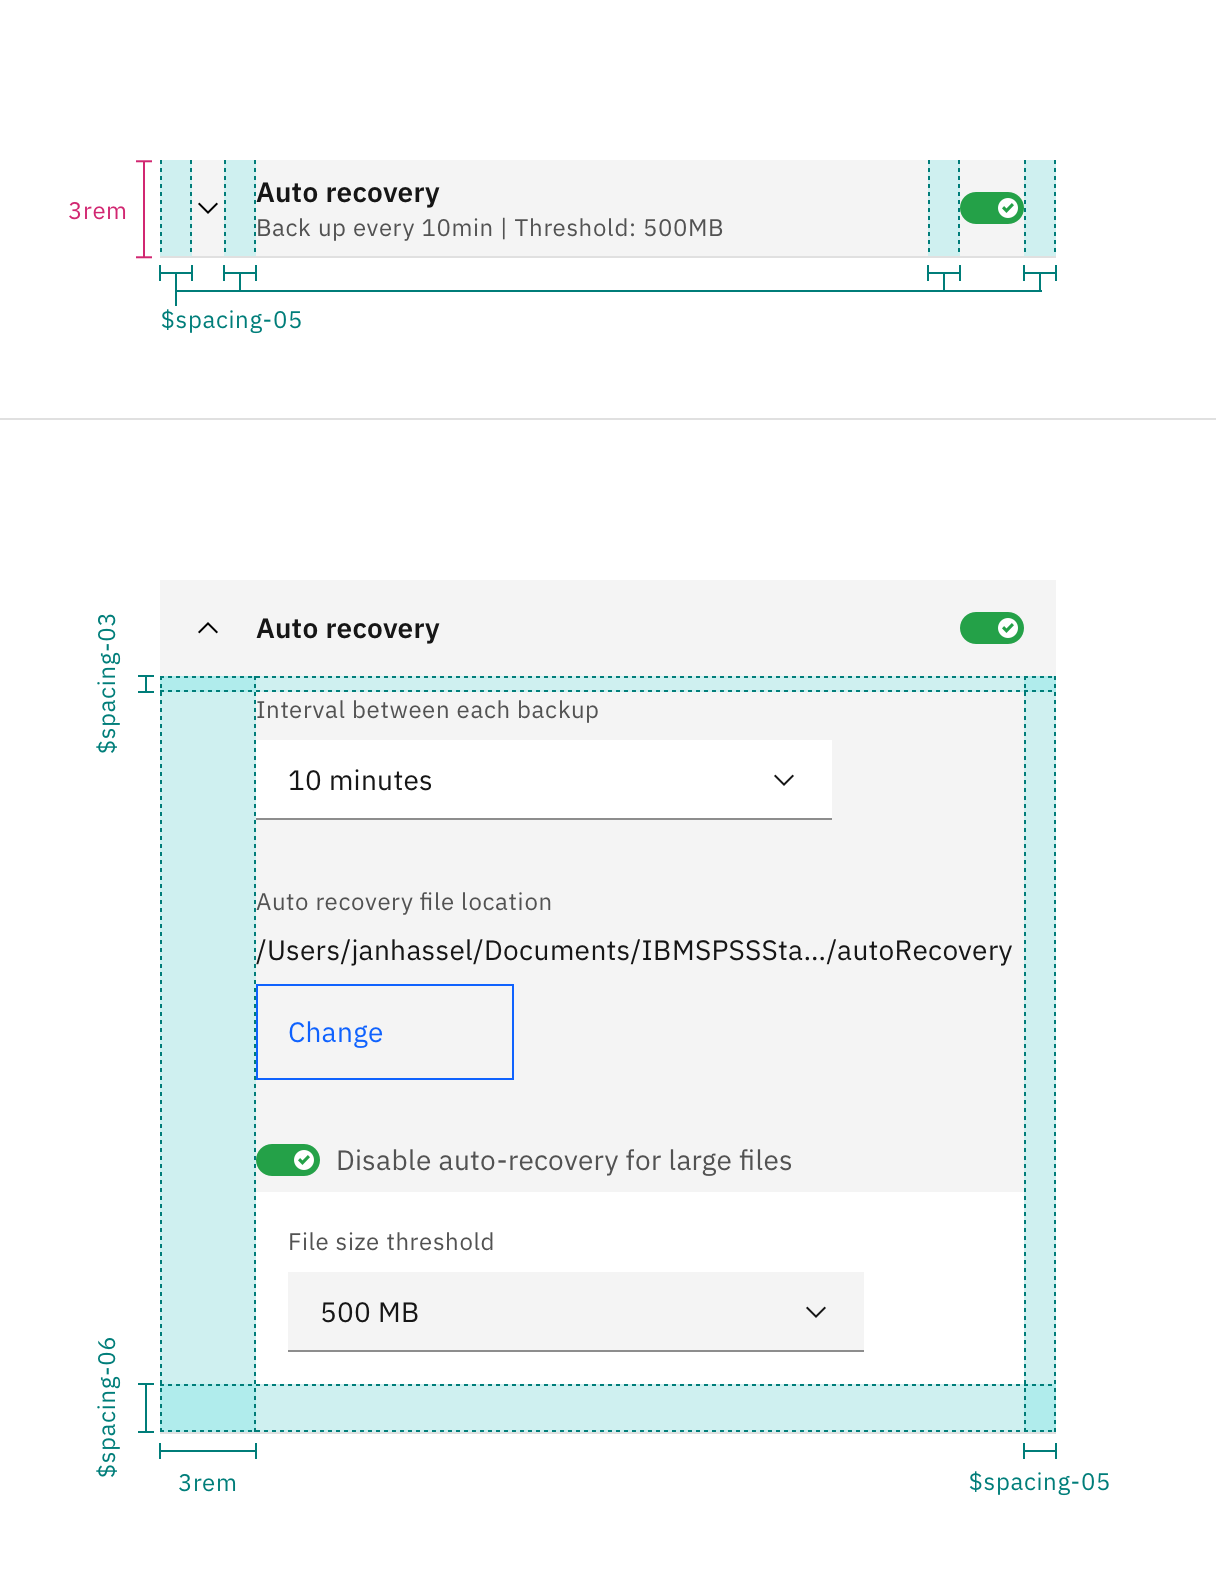 3rem
Auto recovery
Back up every 10min | Threshold: 500MB
$spacing-05
$spacing-03
Auto recovery
Interval between each backup
10 minutes
Auto recovery file location
/Users/janhassel/Documents/IBMSPSSSta.../autoRecovery
Change
Disable auto-recovery for large files
File size threshold
500 MB
$spacing-06
3rem
$spacing-05